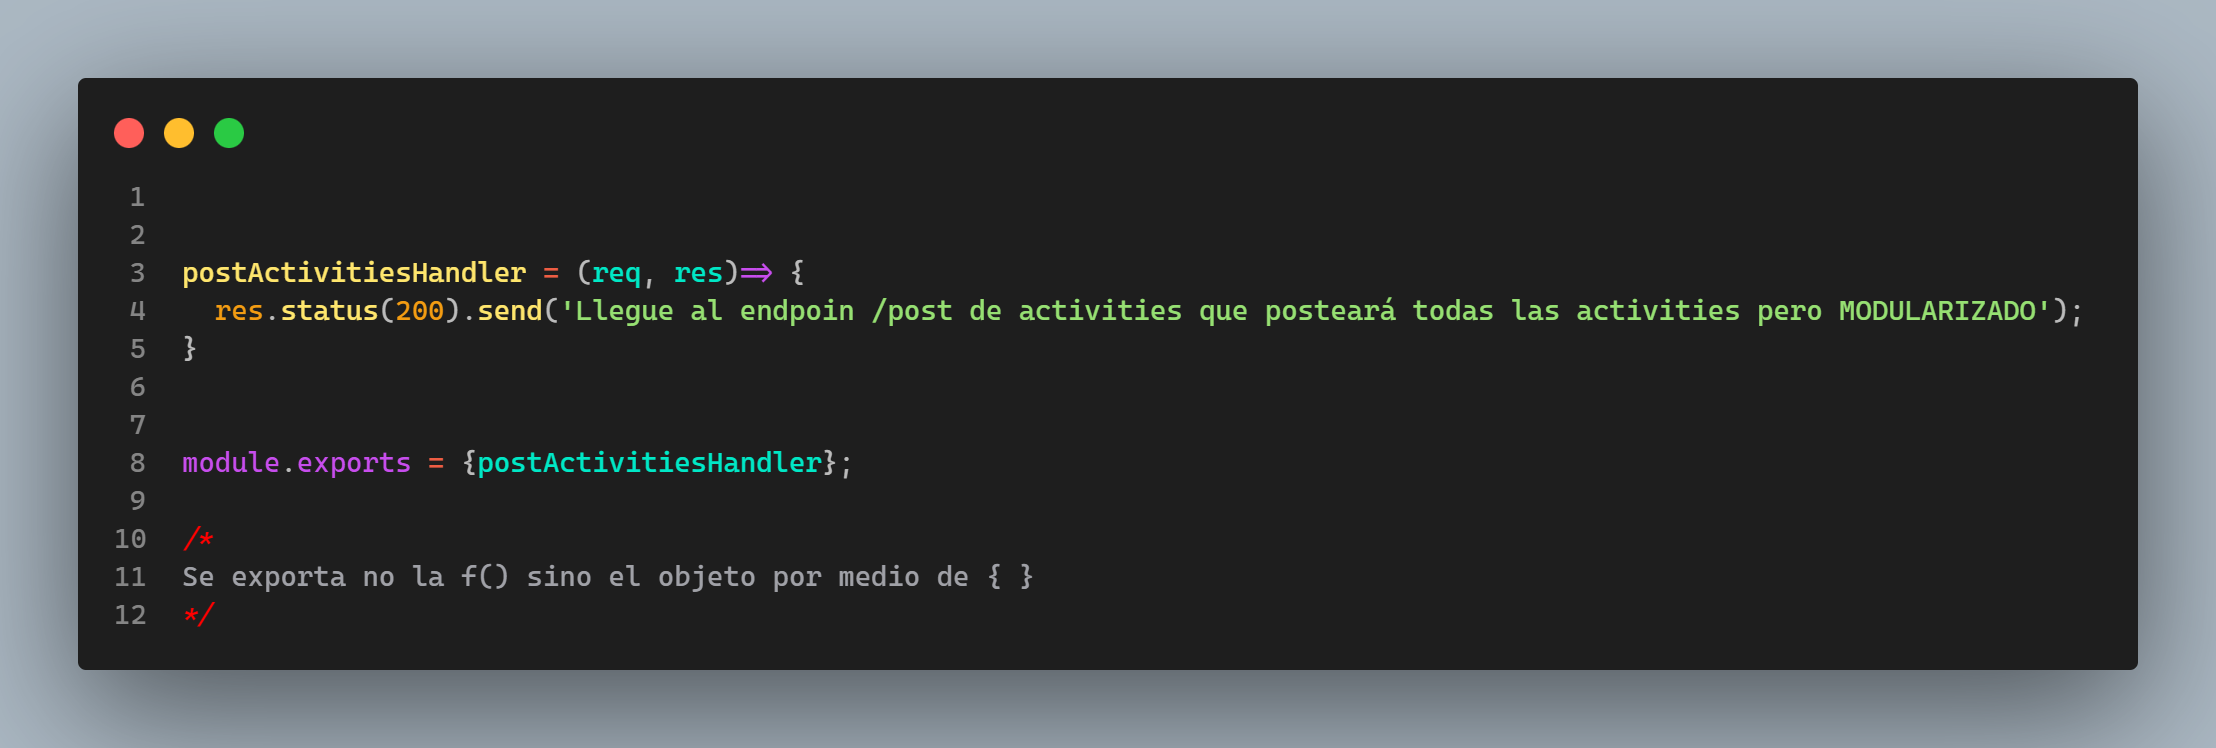 1
2
3 postActivitiesHandler = (req, res)=> {
4 res.status(200).send('Llegue al endpoin /post de activities que posteará todas las activities pero MODULARIZADO');
5 }
6
7
8 module.exports = {postActivitiesHandler};
9
10 /*
11 Se exporta no la f() sino el objeto por medio de { }
12 */